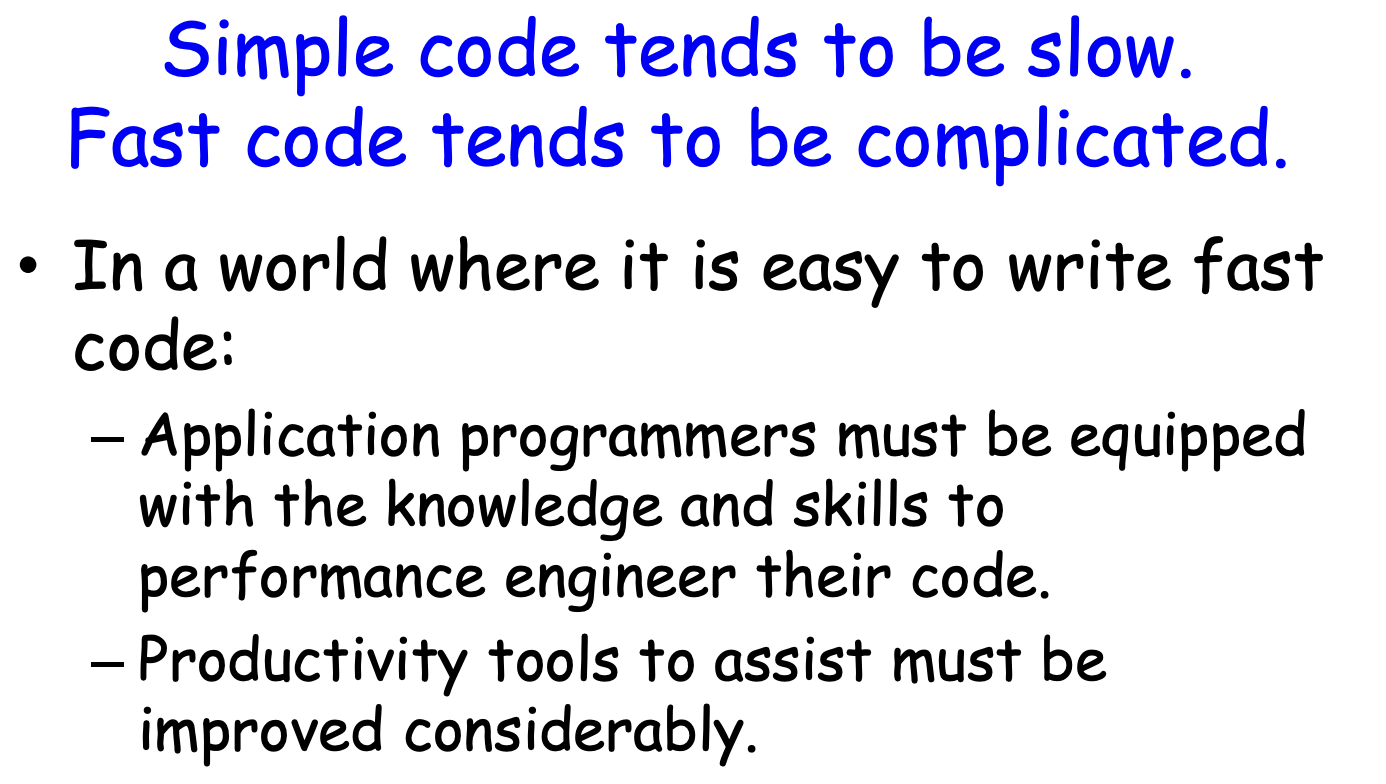 Simple code tends to be slow.
Fast code tends to be complicated.
• In a world where it is easy to write fast
code:
– Application programmers must be equipped
with the knowledge and skills to
performance engineer their code.
– Productivity tools to assist must be
improved considerably.